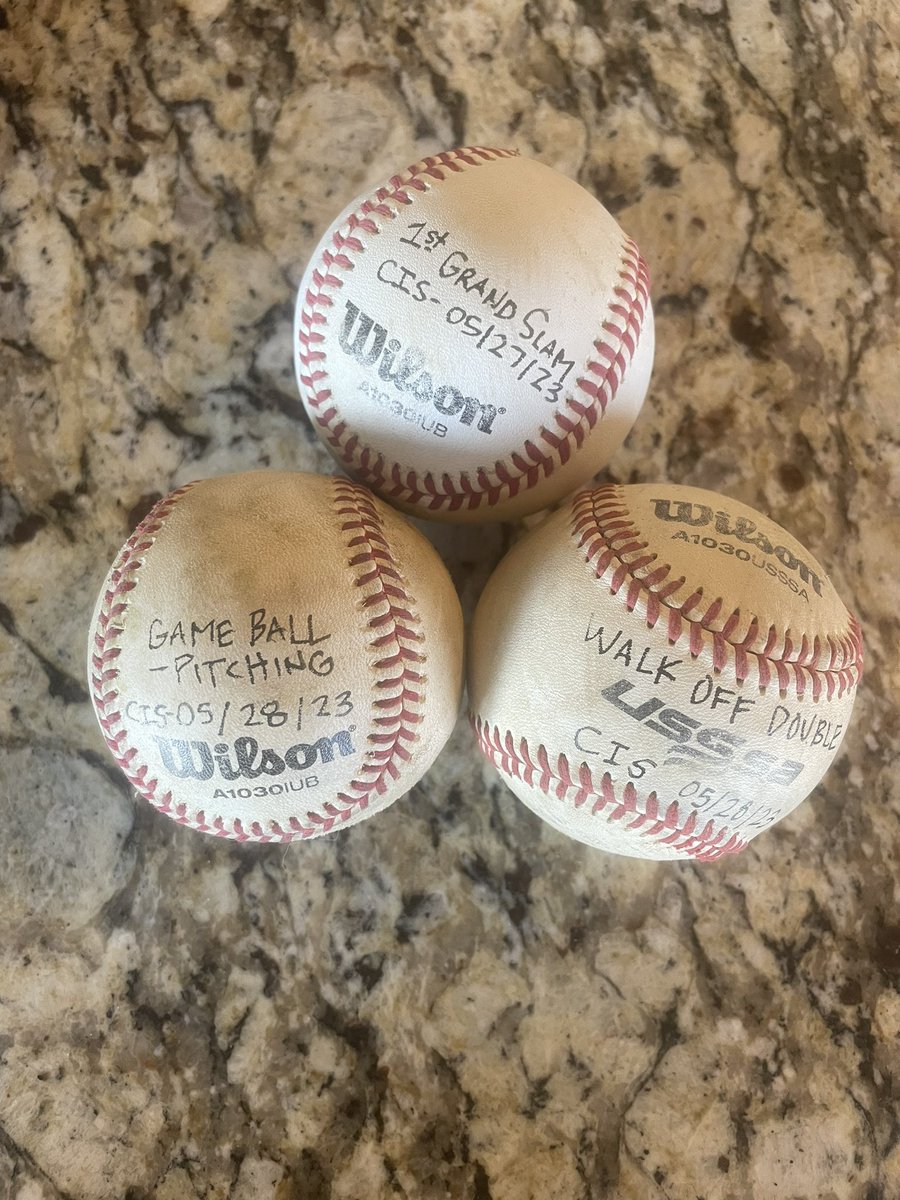 1st GRAND SLAM
CIS- 05/27/23
Wilson
A1030IUB
GAME BALL
-PITCHING
CIS-05/28/23
Wilson
A1030IUB
Wilson
A1030USSSA
WALK OFF DOUBLE
USSSA
CIS 05/28/23